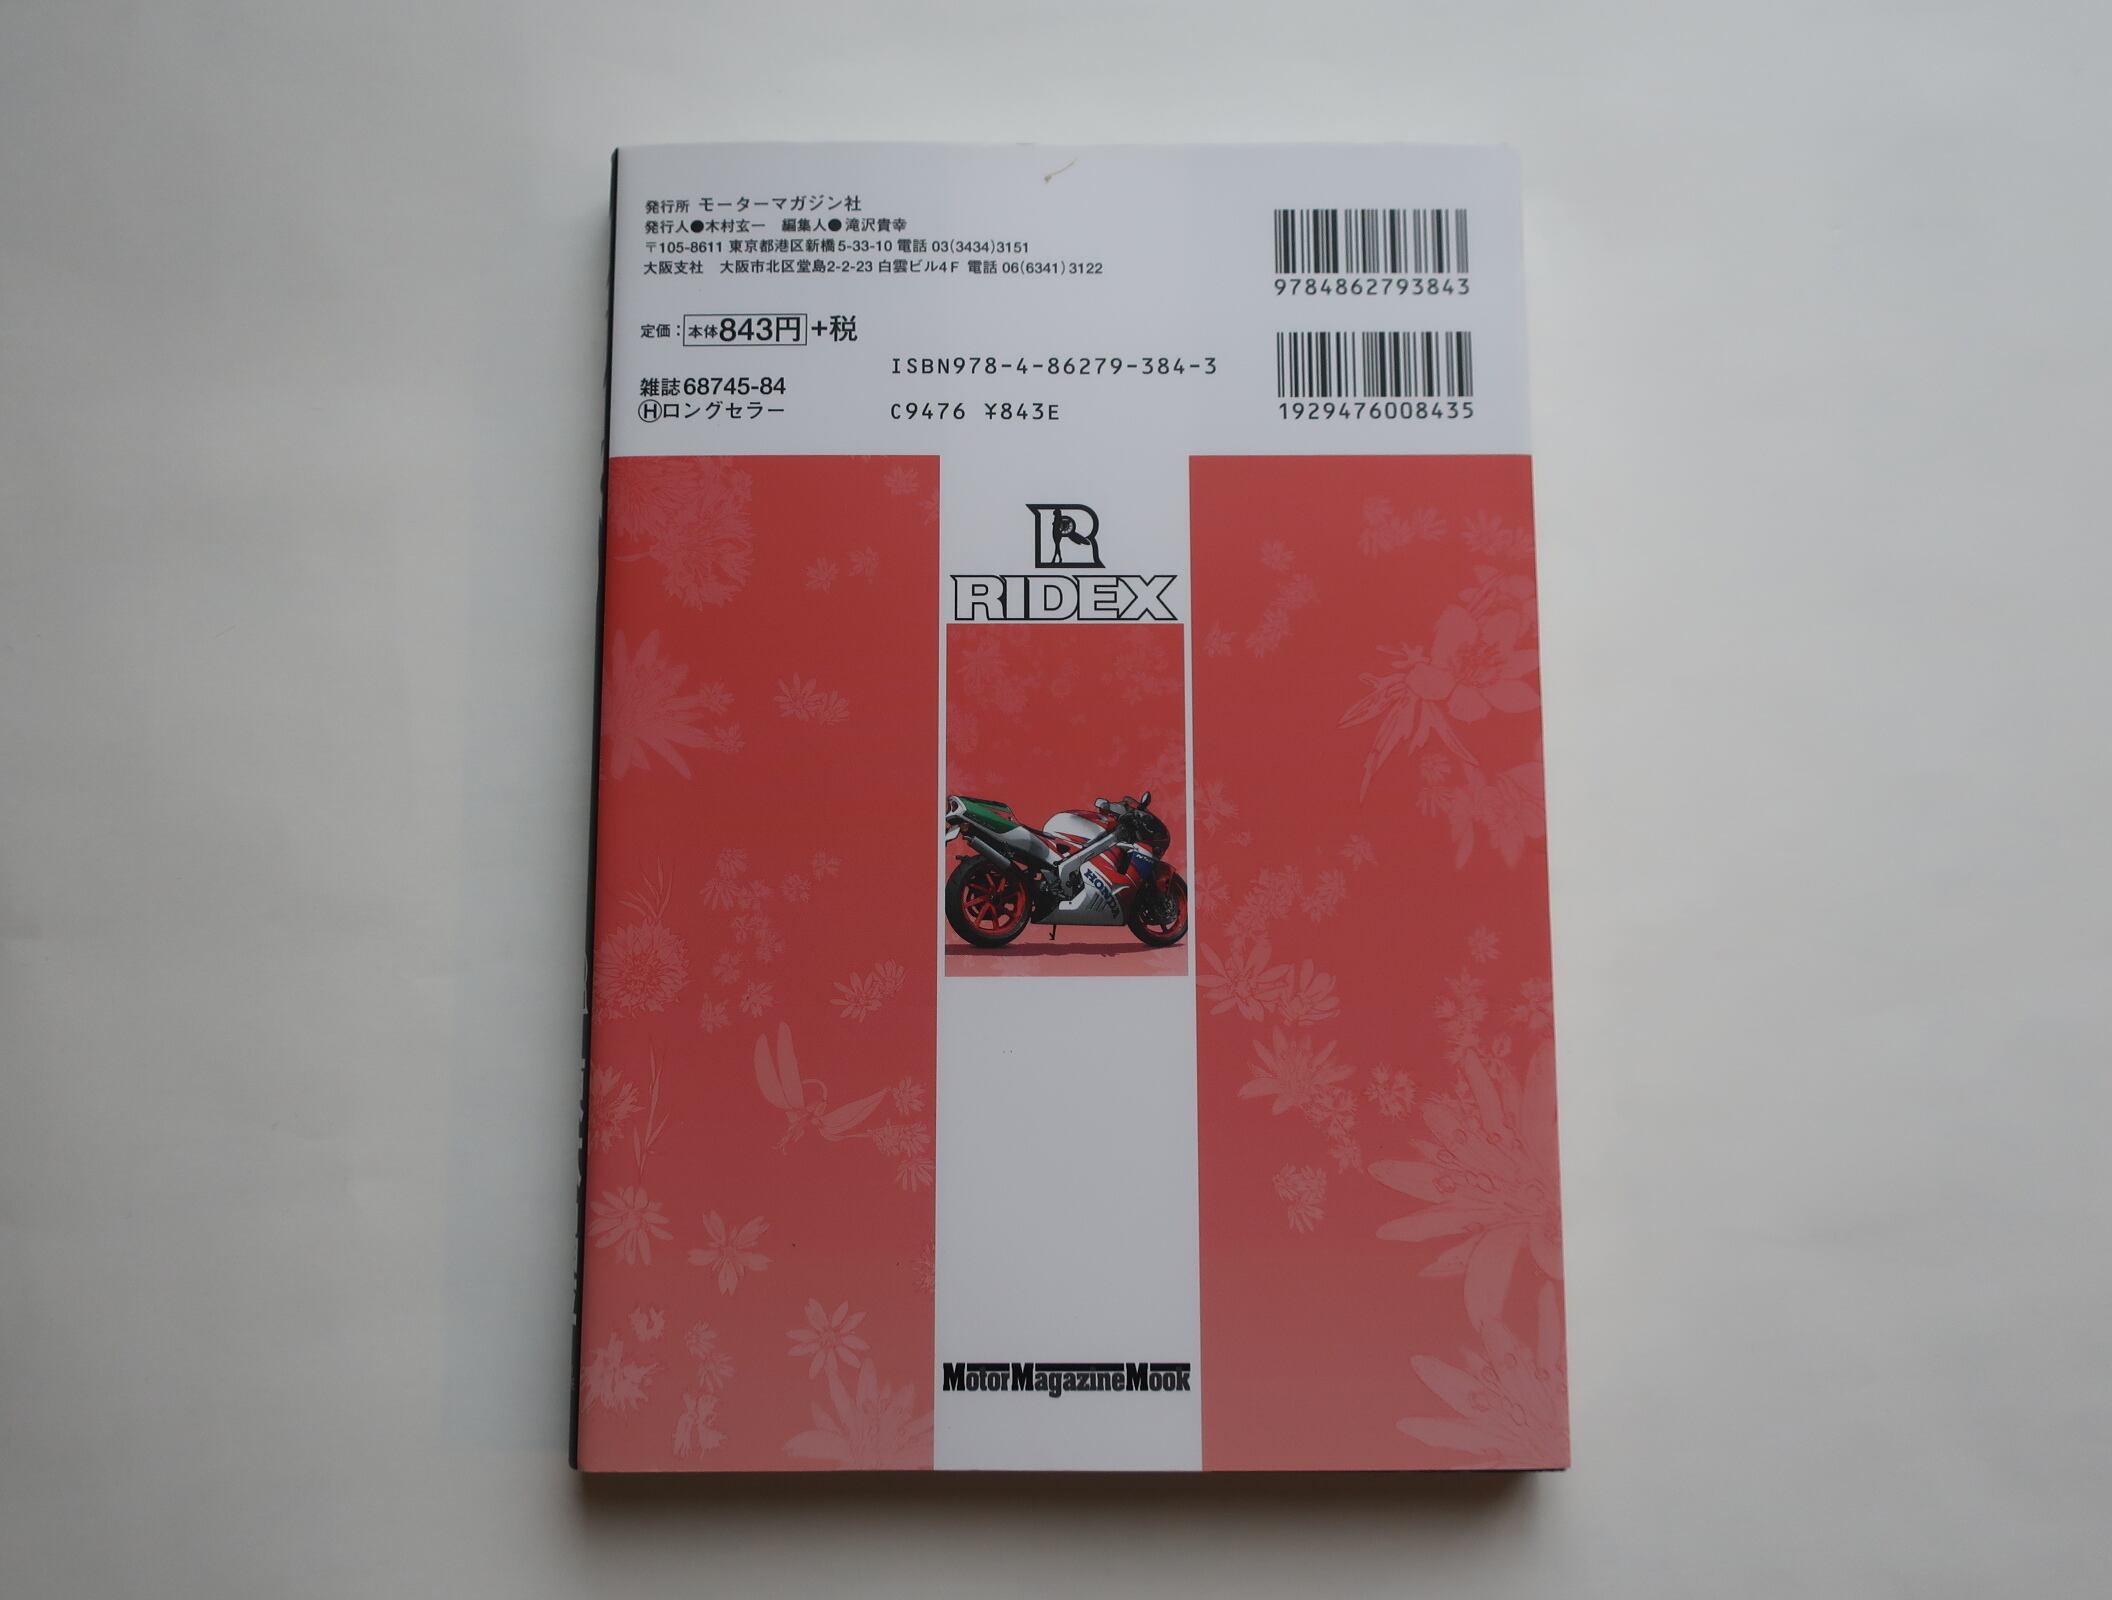 発行所 モーターマガジン社
発行人●木村玄一 編集人●滝沢貴幸
〒105-8611 東京都港区新橋5-33-10 電話 03(3434)3151
大阪支社 大阪市北区堂島2-2-23 白雲ビル4F 電話 06(6341)3122
定価：本体843円+税
雑誌68745-84
Ⓗロングセラー
ISBN978-4-86279-384-3
C9476 ¥843E
9784862793843
1929476008435
R
RIDEX
HONDA
MotorMagazineMook